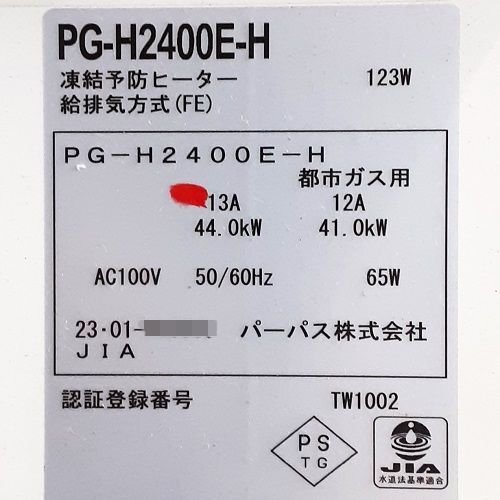 PG-H2400E-H
凍結予防ヒーター 123W
給排気方式(FE)
PG-H2400E-H
都市ガス用
13A 12A
44.0kW 41.0kW
AC100V 50/60Hz 65W
23・01- パーパス株式会社
JIA
認証登録番号 TW1002
PS
TG
JIA
水道法基準適合